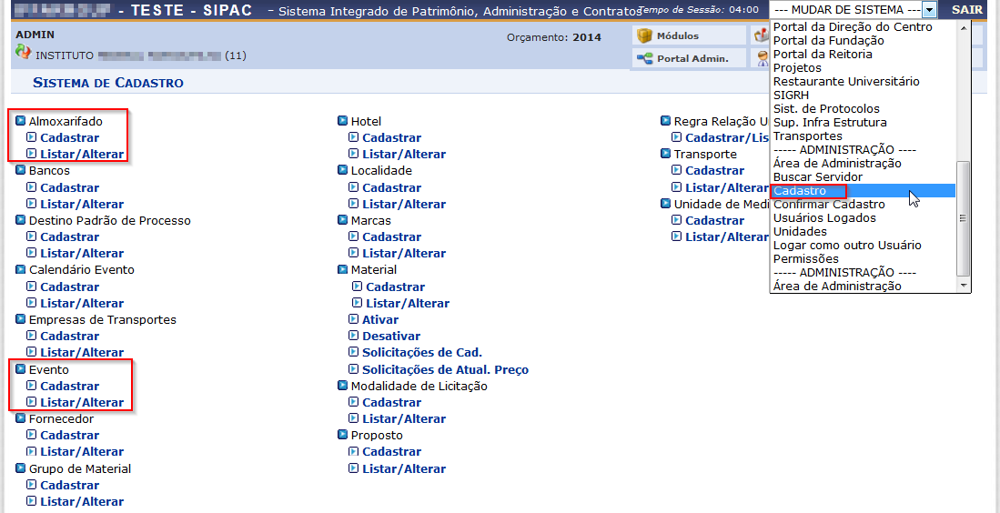 - TESTE - SIPAC - Sistema Integrado de Patrimônio, Administração e Contratos
Tempo de Sessão: 04:00
--- MUDAR DE SISTEMA ---
SAIR
ADMIN
INSTITUTO (11)
Orçamento: 2014
Módulos
Portal Admin.
SISTEMA DE CADASTRO
Almoxarifado
Cadastrar
Listar/Alterar
Bancos
Cadastrar
Listar/Alterar
Destino Padrão de Processo
Cadastrar
Listar/Alterar
Calendário Evento
Cadastrar
Listar/Alterar
Empresas de Transportes
Cadastrar
Listar/Alterar
Evento
Cadastrar
Listar/Alterar
Fornecedor
Cadastrar
Listar/Alterar
Grupo de Material
Cadastrar
Listar/Alterar
Hotel
Cadastrar
Listar/Alterar
Localidade
Cadastrar
Listar/Alterar
Marcas
Cadastrar
Listar/Alterar
Material
Cadastrar
Listar/Alterar
Ativar
Desativar
Solicitações de Cad.
Solicitações de Atual. Preço
Modalidade de Licitação
Cadastrar
Listar/Alterar
Proposto
Cadastrar
Listar/Alterar
Regra Relação U
Cadastrar/Lis
Transporte
Cadastrar
Listar/Alterar
Unidade de Medi
Cadastrar
Listar/Alterar
Portal da Direção do Centro
Portal da Fundação
Portal da Reitoria
Projetos
Restaurante Universitário
SIGRH
Sist. de Protocolos
Sup. Infra Estrutura
Transportes
----- ADMINISTRAÇÃO ----
Área de Administração
Buscar Servidor
Cadastro
Confirmar Cadastro
Usuários Logados
Unidades
Logar como outro Usuário
Permissões
----- ADMINISTRAÇÃO ----
Área de Administração